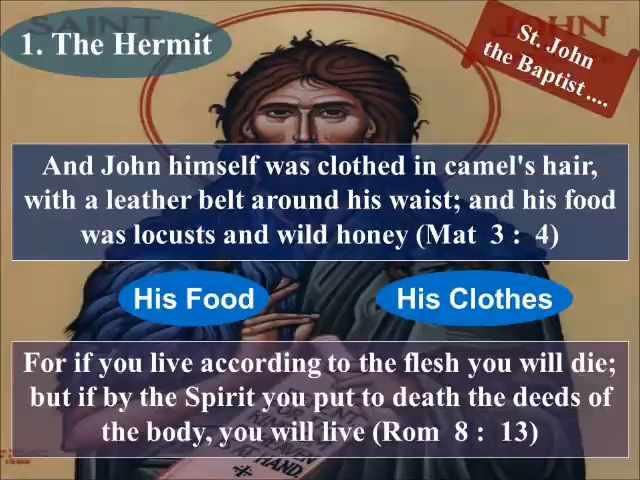 SAINT JOHN
1. The Hermit
St. John
the Baptist ....
And John himself was clothed in camel's hair,
with a leather belt around his waist; and his food
was locusts and wild honey (Mat 3 : 4)
His Food His Clothes
For if you live according to the flesh you will die;
but if by the Spirit you put to death the deeds of
the body, you will live (Rom 8 : 13)
AT HAND.